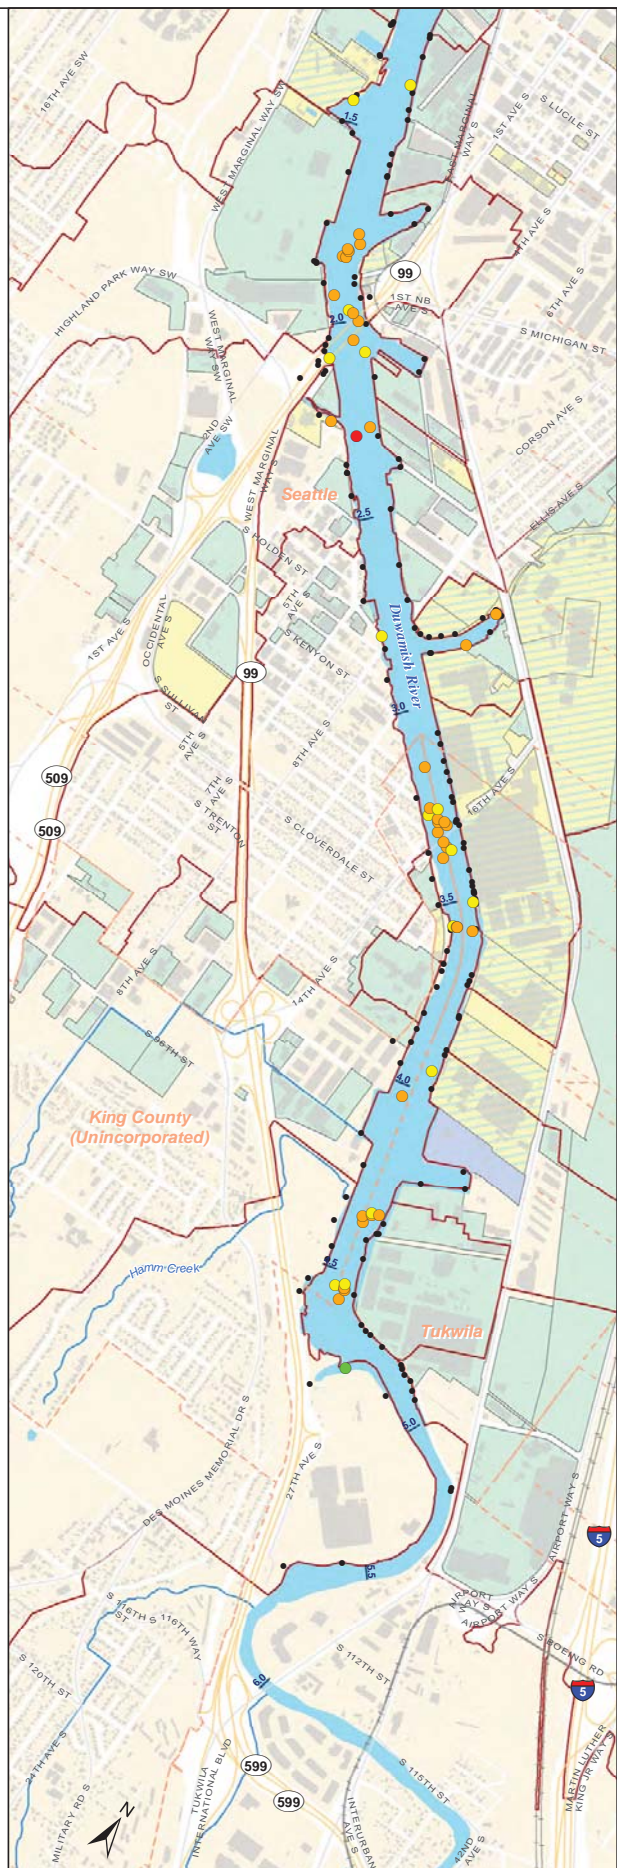 16TH AVE SW
WEST MARGINAL WAY SW
1.5
EAST MARGINAL
WAY S
1ST AVE S
S LUCILE ST
4TH AVE S
6TH AVE S
99
1ST NB
AVE S
HIGHLAND PARK WAY SW
WEST MARGINAL
WAY SW
2.0
S MICHIGAN ST
2ND
AVE SW
WEST MARGINAL
WAY S
CORSON AVE S
Seattle
2.5
ELLIS AVE S
S HOLDEN ST
5TH
AVE S
OCCIDENTAL
AVE S
1ST AVE S
S KENYON ST
Duwamish River
99
S SULLIVAN
ST
3.0
5TH
AVE S
8TH AVE S
7TH
AVE S
16TH AVE S
509
S TRENTON
ST
509
S CLOVERDALE ST
3.5
8TH AVE S
14TH AVE S
S 96TH ST
4.0
King County
(Unincorporated)
Hamm Creek
Tukwila
5.0
DES MOINES MEMORIAL DR S
27TH AVE S
AIRPORT WAY S
5
5.5
S 116TH
ST
S 116TH WAY
AIRPORT
WAY S
AIRPORT WAY S
S BOEING RD
S 120TH ST
6.0
S 112TH ST
5
24TH AVE S
MILITARY RD S
N
TUKWILA
INTERNATIONAL BLVD
599
599
S 115TH ST
INTERURBAN
AVE S
42ND
AVE S
MARTIN LUTHER
KING JR WAY S